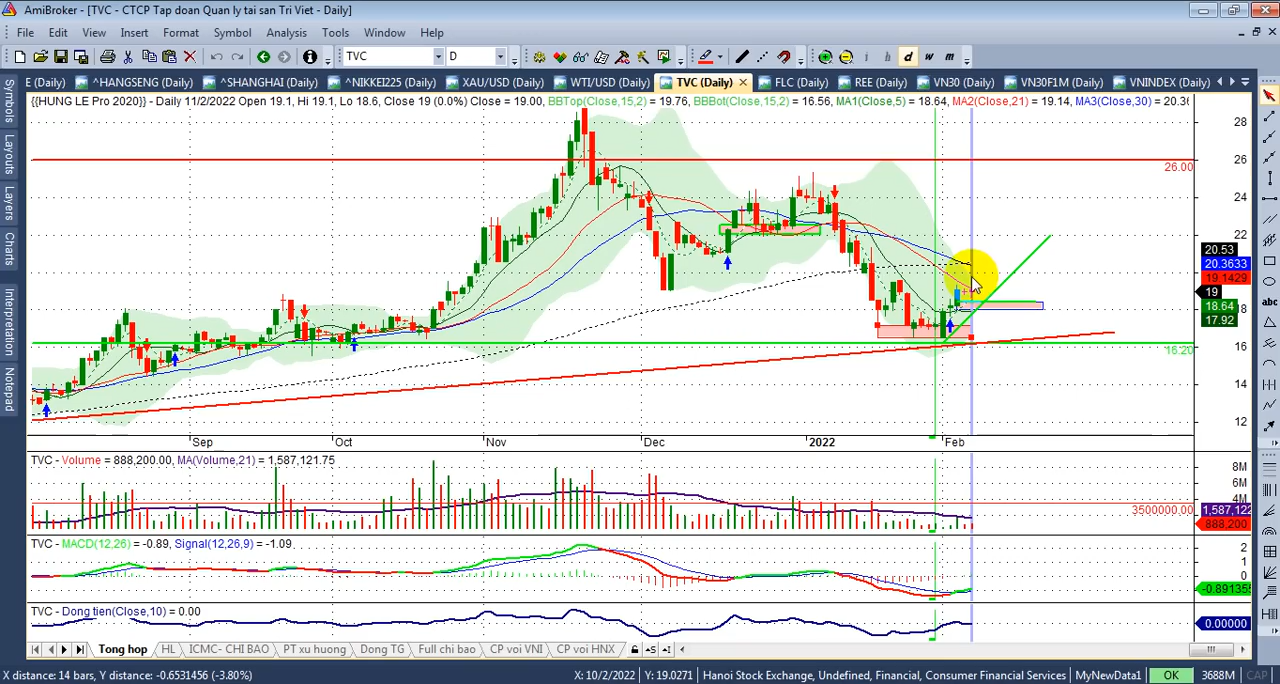 AmiBroker - [TVC - CTCP Tap doan Quan ly tai san Tri Viet - Daily]
File Edit View Insert Format Symbol Analysis Tools Window Help
TVC D i h d w m
E (Daily) ^HANGSENG (Daily) ^SHANGHAI (Daily) ^NIKKEI225 (Daily) XAU/USD (Daily) WTI/USD (Daily) TVC (Daily) FLC (Daily) REE (Daily) VN30 (Daily) VN30F1M (Daily) VNINDEX (Daily)
{{HUNG LE Pro 2020}} - Daily 11/2/2022 Open 19.1, Hi 19.1, Lo 18.6, Close 19 (0.0%) Close = 19.00, BBTop(Close,15,2) = 19.76, BBBot(Close,15,2) = 16.56, MA1(Close,5) = 18.64, MA2(Close,21) = 19.14, MA3(Close,30) = 20.36
Symbols
Layouts
Layers
Charts
Interpretation
Notepad
abc
28
26
26.00
24
22
20.53
20.3633
19.1429
19
18.64
17.92
16
16.20
14
12
Sep Oct Nov Dec 2022 Feb
TVC - Volume = 888,200.00, MA(Volume,21) = 1,587,121.75
8M
6M
4M
3500000.00
1,587,122
888,200
TVC - MACD(12,26) = -0.89, Signal(12,26,9) = -1.09
2
1
0
-0.891355
TVC - Dong tien(Close,10) = 0.00
0.00000
Tong hop HL ICMC- CHI BAO PT xu huong Dong TG Full chi bao CP voi VNI CP voi HNX
X distance: 14 bars, Y distance: -0.6531456 (-3.80%) X: 10/2/2022 Y: 19.0271 Hanoi Stock Exchange, Undefined, Financial, Consumer Financial Services MyNewData1 OK 3688M CAP